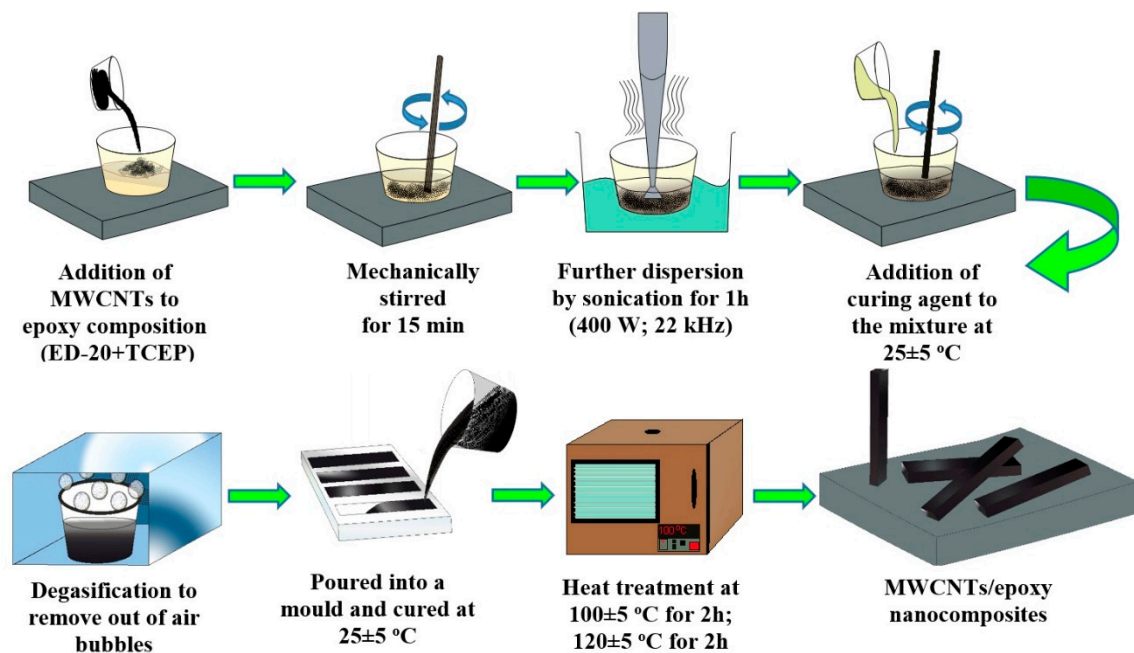 Addition of
MWCNTs to
epoxy composition
(ED-20+TCEP)
Mechanically
stirred
for 15 min
Further dispersion
by sonication for 1h
(400 W; 22 kHz)
Addition of
curing agent to
the mixture at
25±5 ºC
100°C
Degasification to
remove out of air
bubbles
Poured into a
mould and cured at
25±5 ºC
Heat treatment at
100±5 ºC for 2h;
120±5 ºC for 2h
MWCNTs/epoxy
nanocomposites